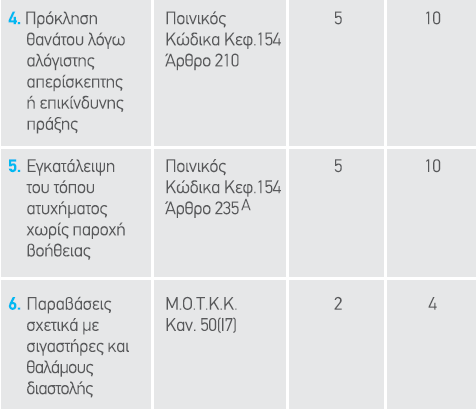 4. Πρόκληση θανάτου λόγω αλόγιστης απερίσκεπτης ή επικίνδυνης πράξης
Ποινικός Κώδικα Κεφ.154 Άρθρο 210
5
10
5. Εγκατάλειψη του τόπου ατυχήματος χωρίς παροχή βοήθειας
Ποινικός Κώδικα Κεφ.154 Άρθρο 235 Α
5
10
6. Παραβάσεις σχετικά με σιγαστήρες και θαλάμους διαστολής
Μ.Ο.Τ.Κ.Κ. Καν. 50(Ι7)
2
4